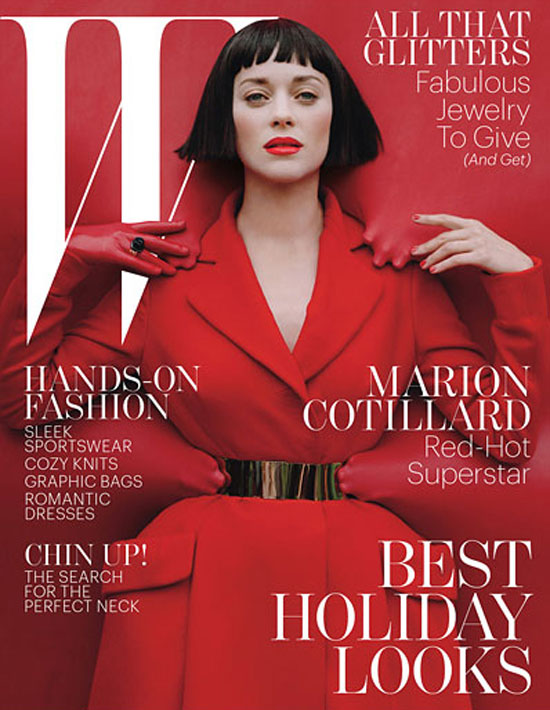 W
ALL THAT
GLITTERS
Fabulous
Jewelry
To Give
(And Get)
HANDS-ON
FASHION
SLEEK
SPORTSWEAR
COZY KNITS
GRAPHIC BAGS
ROMANTIC
DRESSES
MARION
COTILLARD
Red-Hot
Superstar
CHIN UP!
THE SEARCH
FOR THE
PERFECT NECK
BEST
HOLIDAY
LOOKS